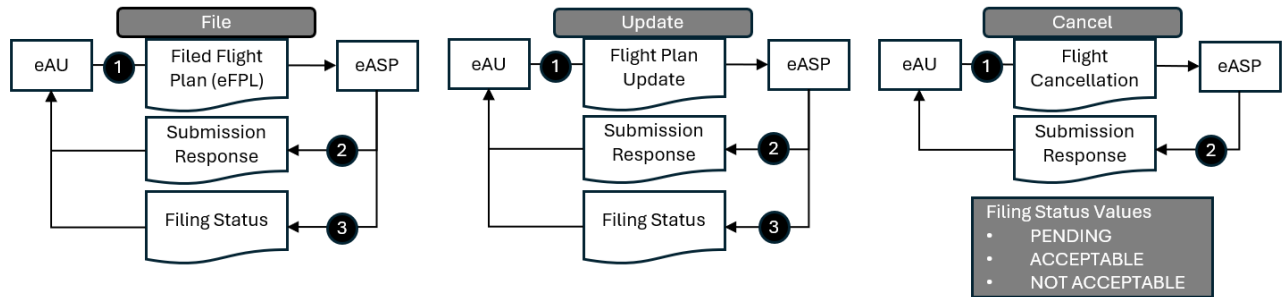 File
eAU
1
Filed Flight
Plan (eFPL)
eASP
Submission
Response
2
Filing Status
3
Update
eAU
1
Flight Plan
Update
eASP
Submission
Response
2
Filing Status
3
Cancel
eAU
1
Flight
Cancellation
eASP
Submission
Response
2
Filing Status Values
• PENDING
• ACCEPTABLE
• NOT ACCEPTABLE